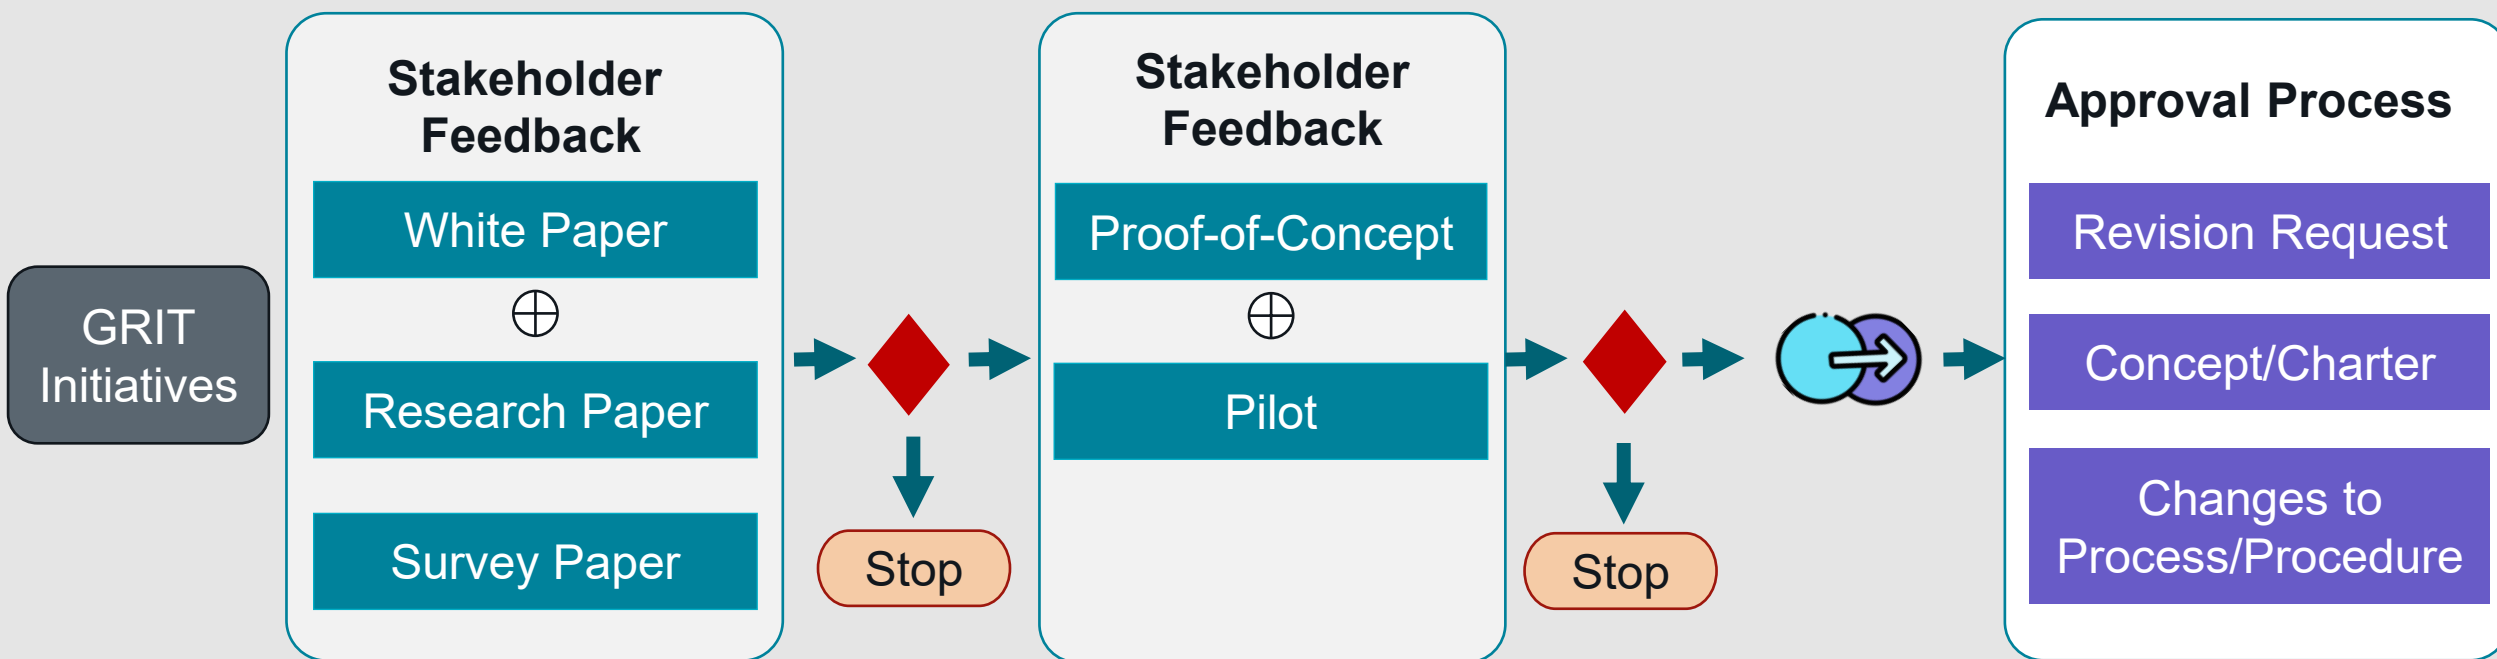 GRIT
Initiatives
Stakeholder
Feedback
White Paper
Research Paper
Survey Paper
Stop
Stakeholder
Feedback
Proof-of-Concept
Pilot
Stop
Approval Process
Revision Request
Concept/Charter
Changes to
Process/Procedure